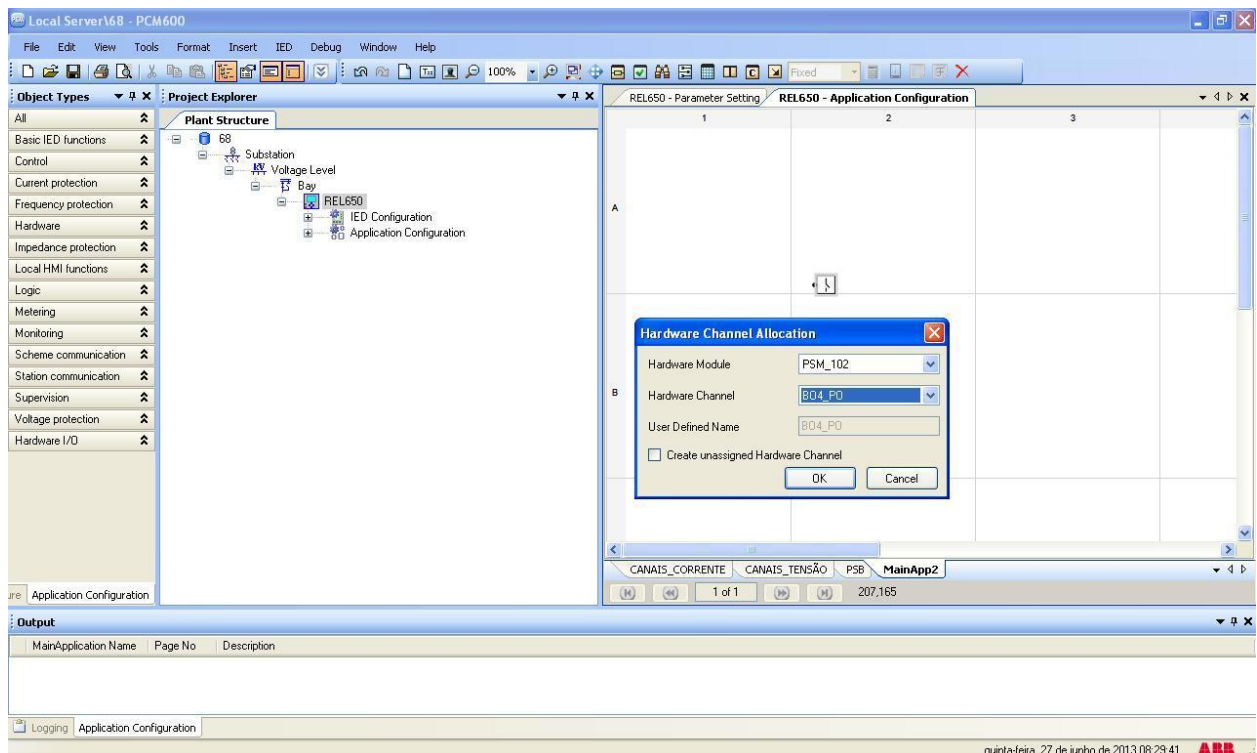 Local Server\68 - PCM600
File Edit View Tools Format Insert IED Debug Window Help
100% Fixed
Object Types
All
Basic IED functions
Control
Current protection
Frequency protection
Hardware
Impedance protection
Local HMI functions
Logic
Metering
Monitoring
Scheme communication
Station communication
Supervision
Voltage protection
Hardware I/O
ure Application Configuration
Project Explorer
Plant Structure
68
Substation
Voltage Level
Bay
REL650
IED Configuration
Application Configuration
REL650 - Parameter Setting REL650 - Application Configuration
1 2 3
A
B
Hardware Channel Allocation
Hardware Module PSM_102
Hardware Channel BO4_PO
User Defined Name BO4_PO
Create unassigned Hardware Channel
OK Cancel
CANAIS_CORRENTE CANAIS_TENSÃO PSB MainApp2
1 of 1 207,165
Output
MainApplication Name Page No Description
Logging Application Configuration
quinta-feira, 27 de junho de 2013 08:29:41 ABB